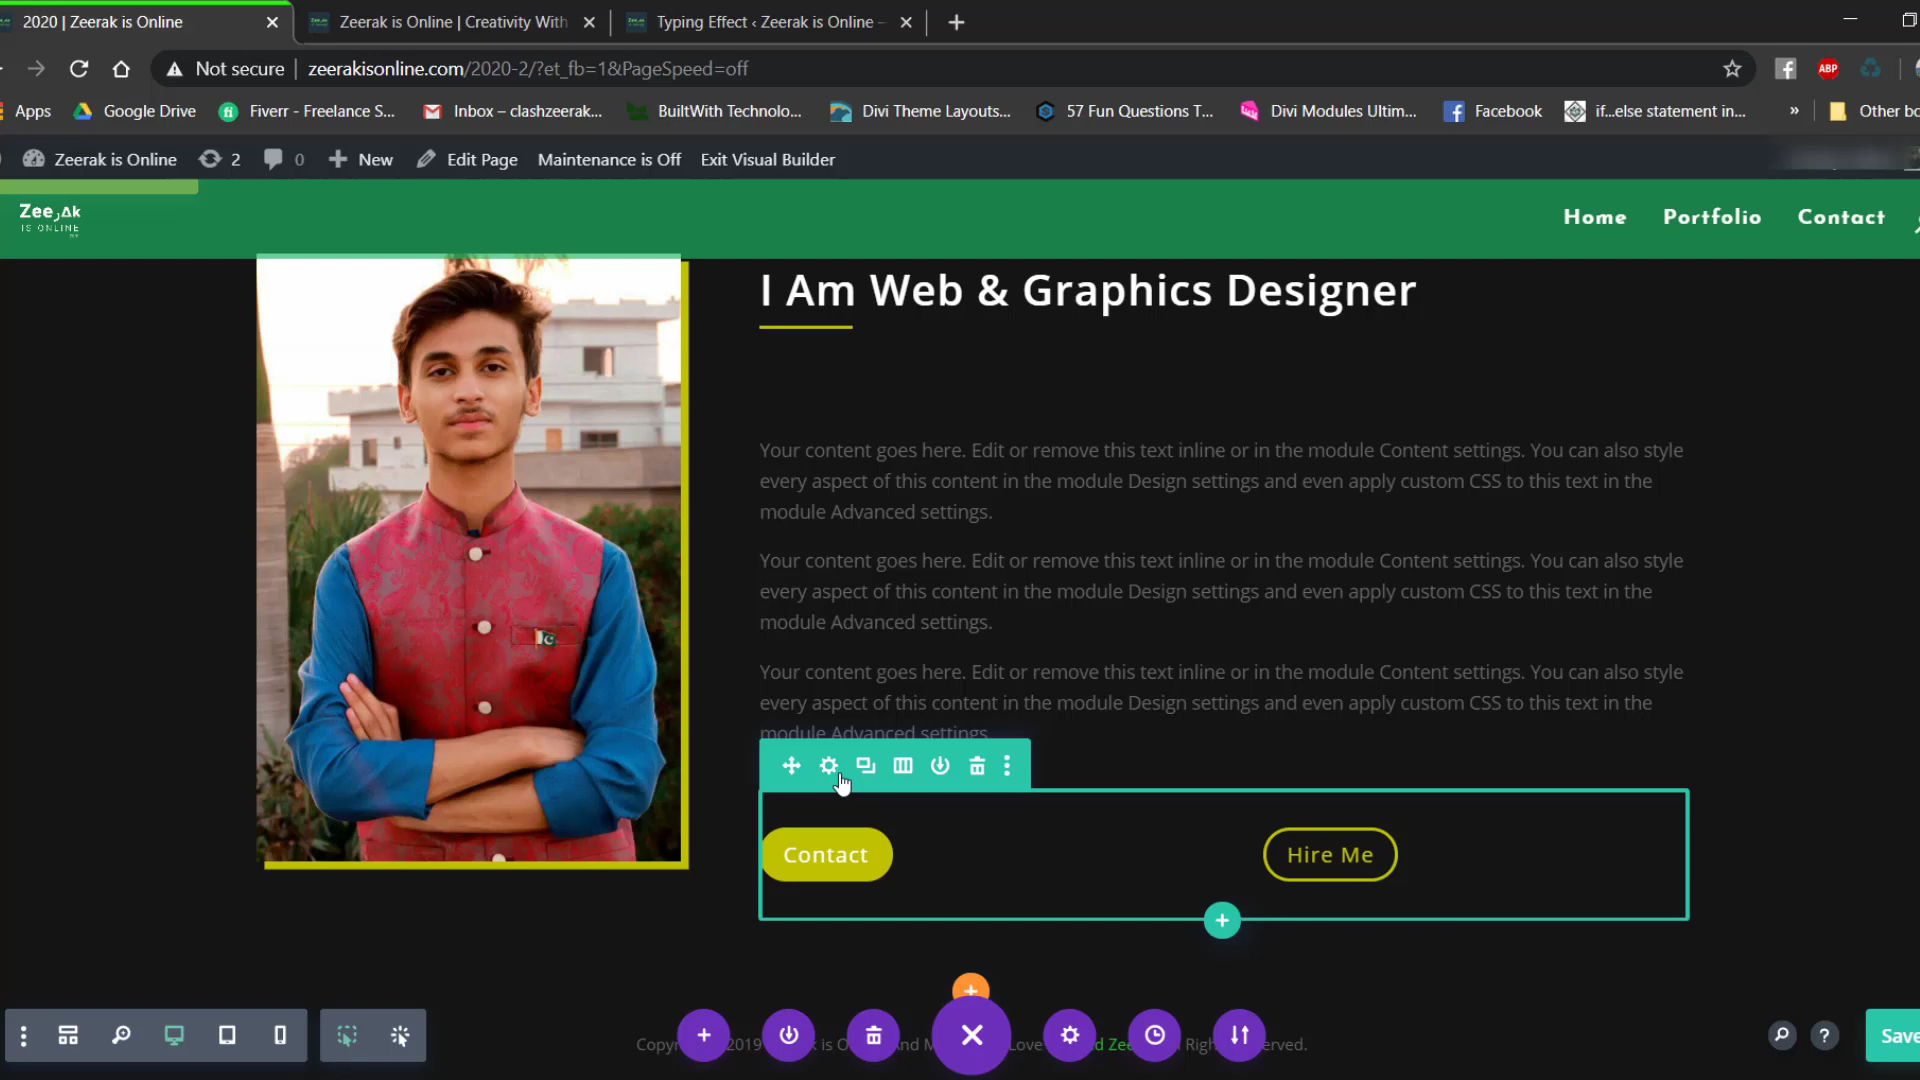 2020 | Zeerak is Online
Zeerak is Online | Creativity With
Typing Effect ‹ Zeerak is Online —
Not secure
zeerakisonline.com/2020-2/?et_fb=1&PageSpeed=off
ABP
Apps
Google Drive
Fiverr - Freelance S...
Inbox – clashzeerak...
BuiltWith Technolo...
Divi Theme Layouts...
57 Fun Questions T...
Divi Modules Ultim...
Facebook
if...else statement in...
»
Other bo
Zeerak is Online
2
0
New
Edit Page
Maintenance is Off
Exit Visual Builder
IS ONLINE
Home
Portfolio
Contact
I Am Web & Graphics Designer
Your content goes here. Edit or remove this text inline or in the module Content settings. You can also style
every aspect of this content in the module Design settings and even apply custom CSS to this text in the
module Advanced settings.
Your content goes here. Edit or remove this text inline or in the module Content settings. You can also style
every aspect of this content in the module Design settings and even apply custom CSS to this text in the
module Advanced settings.
Your content goes here. Edit or remove this text inline or in the module Content settings. You can also style
every aspect of this content in the module Design settings and even apply custom CSS to this text in the
module Advanced settings.
Contact
Hire Me
2019
Save